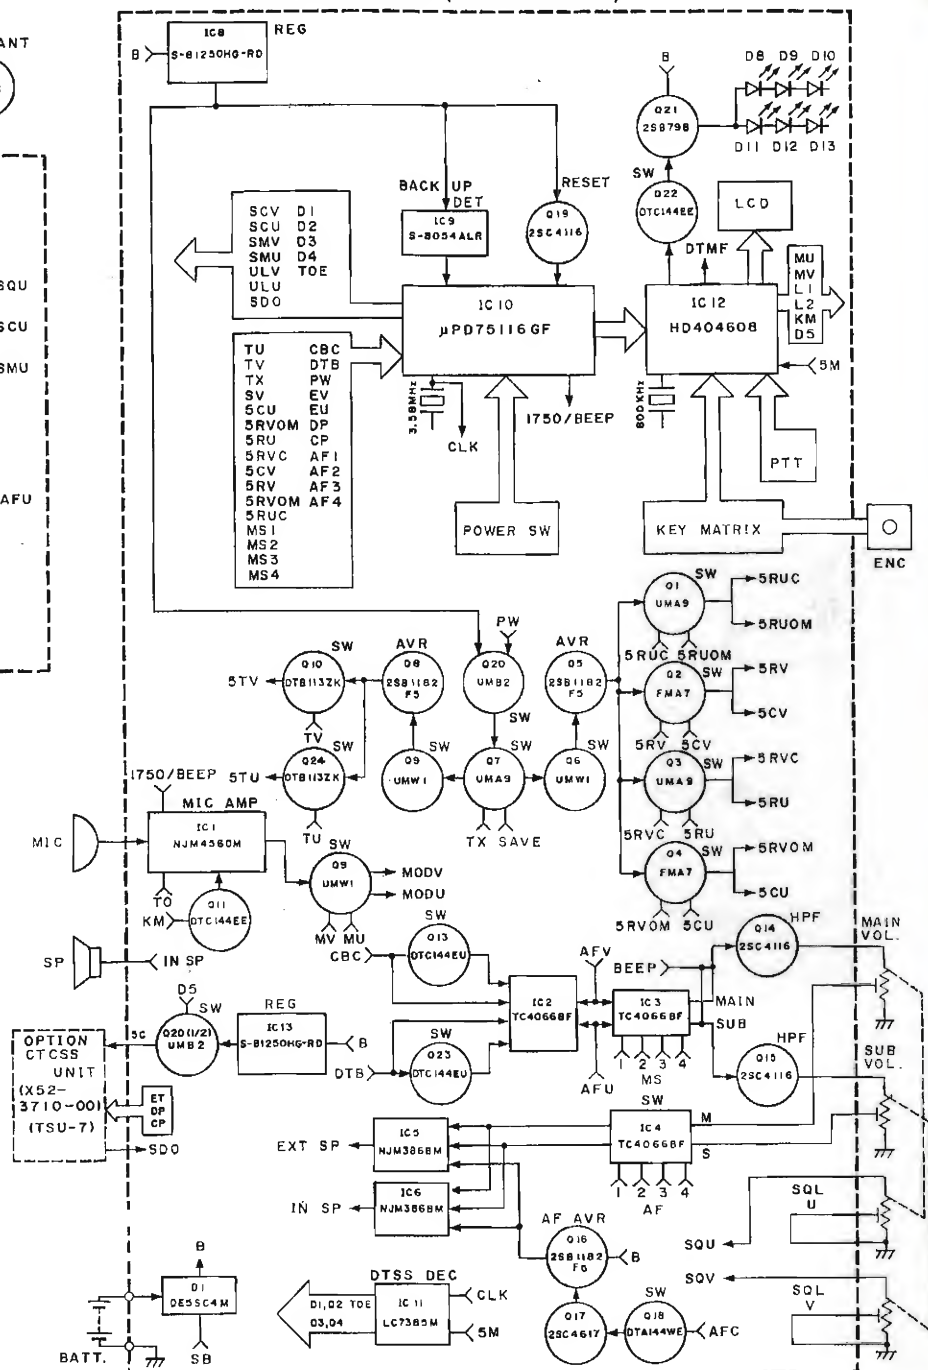 ANT
IC8
S-81250HG-RD
REG
B
SQU
SCU
SMU
AFU
BACK UP
DET
IC9
S-8054ALR
RESET
Q19
2SC4116
B
Q21
2SB798
D8 D9 D10
D11 D12 D13
SW
Q22
DTC144EE
LCD
DTMF
SCV D1
SCU D2
SMV D3
SMU D4
ULV TOE
ULU
SDO
IC10
µPD75116GF
IC12
HD404608
MU
MV
L1
L2
KM
D5
5M
TU CBC
TV DTB
TX PW
SV EV
5CU EU
5RVOM DP
5RU CP
5RVC AF1
5CV AF2
5RV AF3
5RVOM AF4
5RUC
MS1
MS2
MS3
MS4
3.58MHz
CLK
1750/BEEP
800KHz
PTT
POWER SW
KEY MATRIX
ENC
Q1
UMA9
SW
5RUC
5RUOM
5RUC 5RUOM
Q2
FMA7
SW
5RV
5CV
5RV 5CV
Q3
UMA9
SW
5RVC
5RU
5RVC 5RU
Q4
FMA7
SW
5RVOM
5CU
5RVOM 5CU
PW
SW
Q10
DTB113ZK
5TV
TV
AVR
Q8
2SB1182
F5
Q20
UMB2
AVR
Q5
2SB1182
F5
SW
Q24
DTB113ZK
5TU
TU
SW
Q9
UMW1
SW
Q7
UMA9
TX SAVE
SW
Q6
UMW1
1750/BEEP
MIC AMP
IC1
NJM4560M
MIC
TO
KM
Q11
DTC144EE
SW
Q9
UMW1
MODV
MODU
MV MU
SP
IN SP
CBC
SW
Q13
DTC144EU
IC2
TC4066BF
DTB
SW
Q23
DTC144EU
AFV
AFU
BEEP
IC3
TC4066BF
MAIN
SUB
1 2 3 4
MS
Q14
2SC4116
HPF
MAIN
VOL.
Q15
2SC4116
HPF
SUB
VOL.
D5
SW
Q20(1/2)
UMB2
5C
REG
IC13
S-81250HG-RD
B
OPTION
CTCSS
UNIT
(X52-
3710-00)
(TSU-7)
ET
DP
CP
SDO
SW
IC4
TC4066BF
M
S
1 2 3 4
AF
EXT SP
IC5
NJM386BM
IN SP
IC6
NJM386BM
AF AVR
Q16
2SB1182
F6
B
SQU
SQL
U
SQV
SQL
V
B
D1
DE5SC4M
SB
BATT.
DTSS DEC
D1,D2 TOE
D3,D4
IC11
LC7385M
CLK
5M
Q17
2SC4617
SW
Q18
DTA144WE
AFC